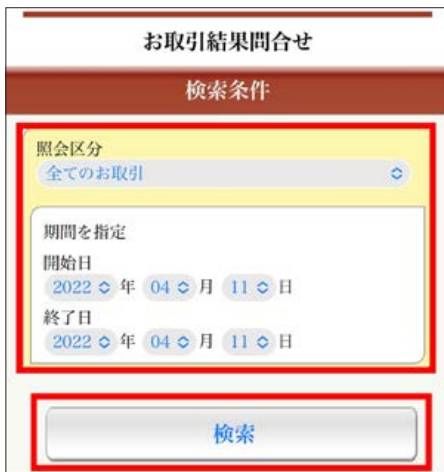 お取引結果問合せ
検索条件
照会区分
全てのお取引
期間を指定
開始日
2022 年 04 月 11 日
終了日
2022 年 04 月 11 日
検索